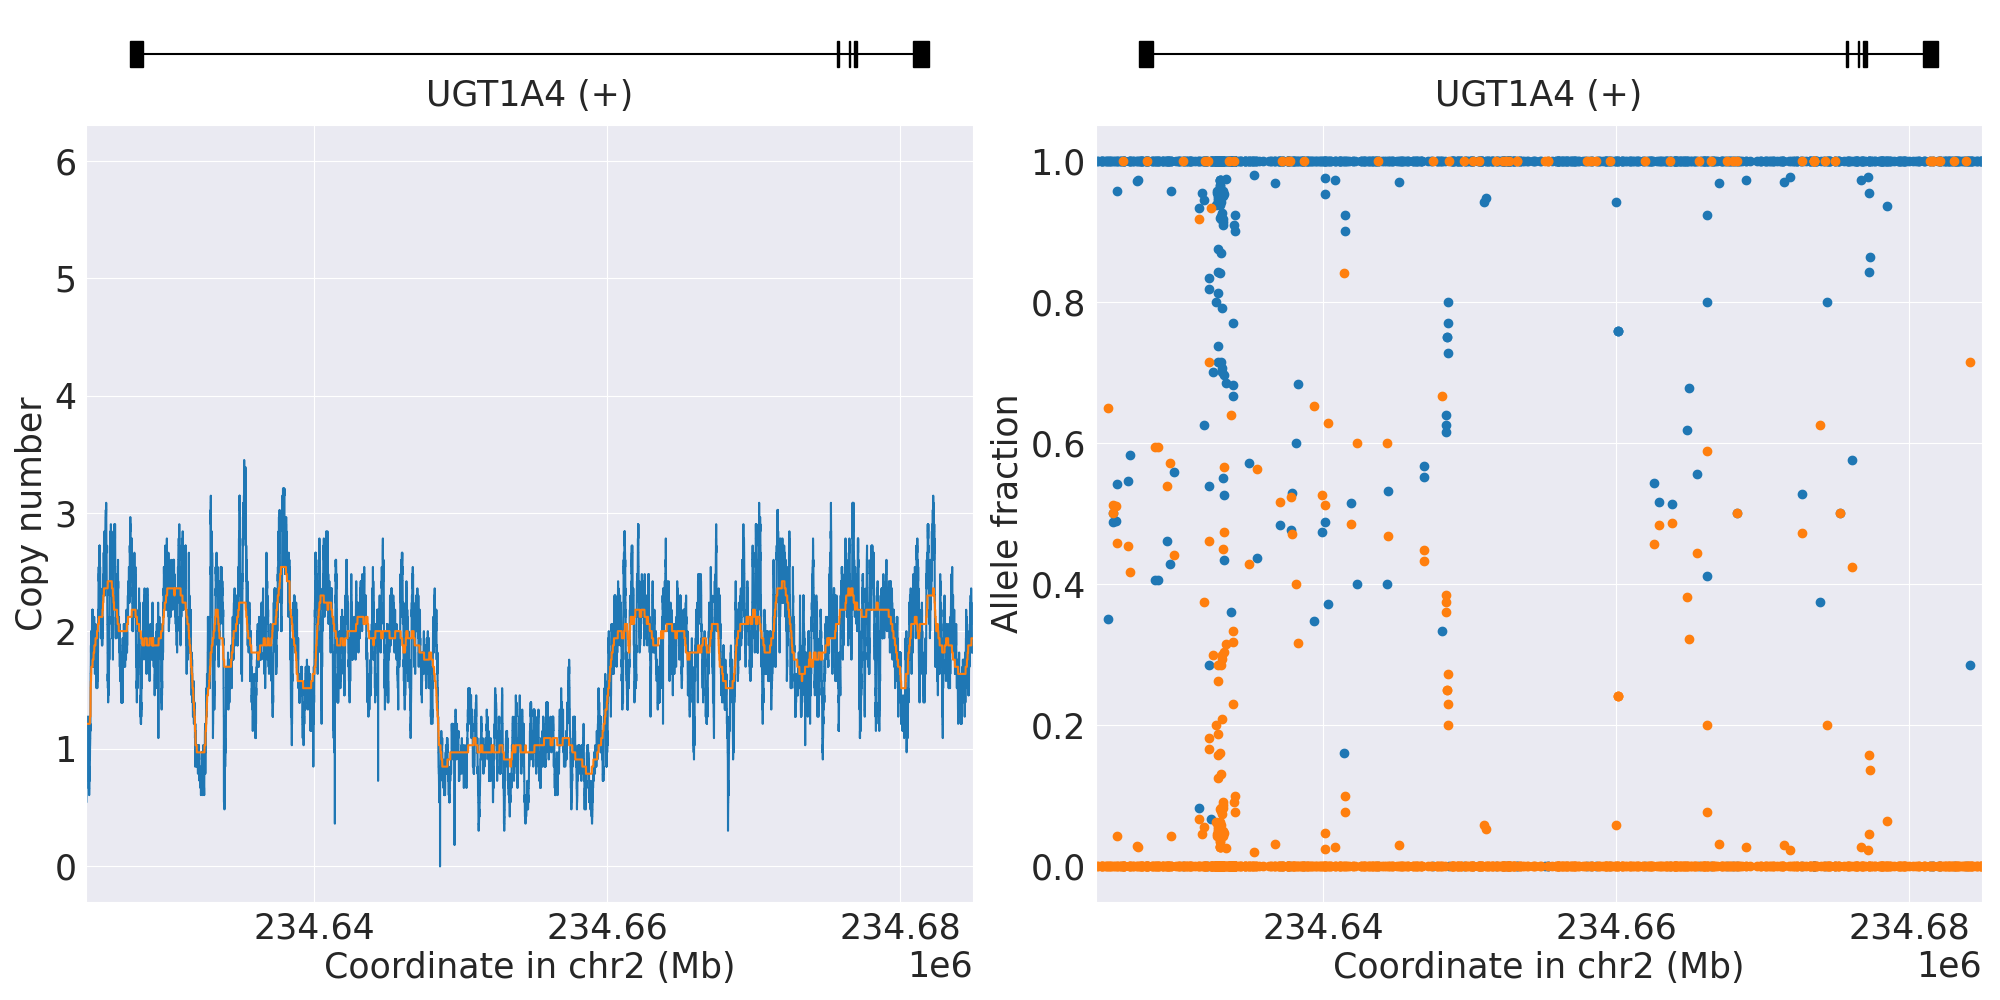 UGT1A4 (+)
6
5
4
3
2
1
0
Copy number
234.64
234.66
234.68
Coordinate in chr2 (Mb)
1e6
UGT1A4 (+)
1.0
0.8
0.6
0.4
0.2
0.0
Allele fraction
234.64
234.66
234.68
Coordinate in chr2 (Mb)
1e6